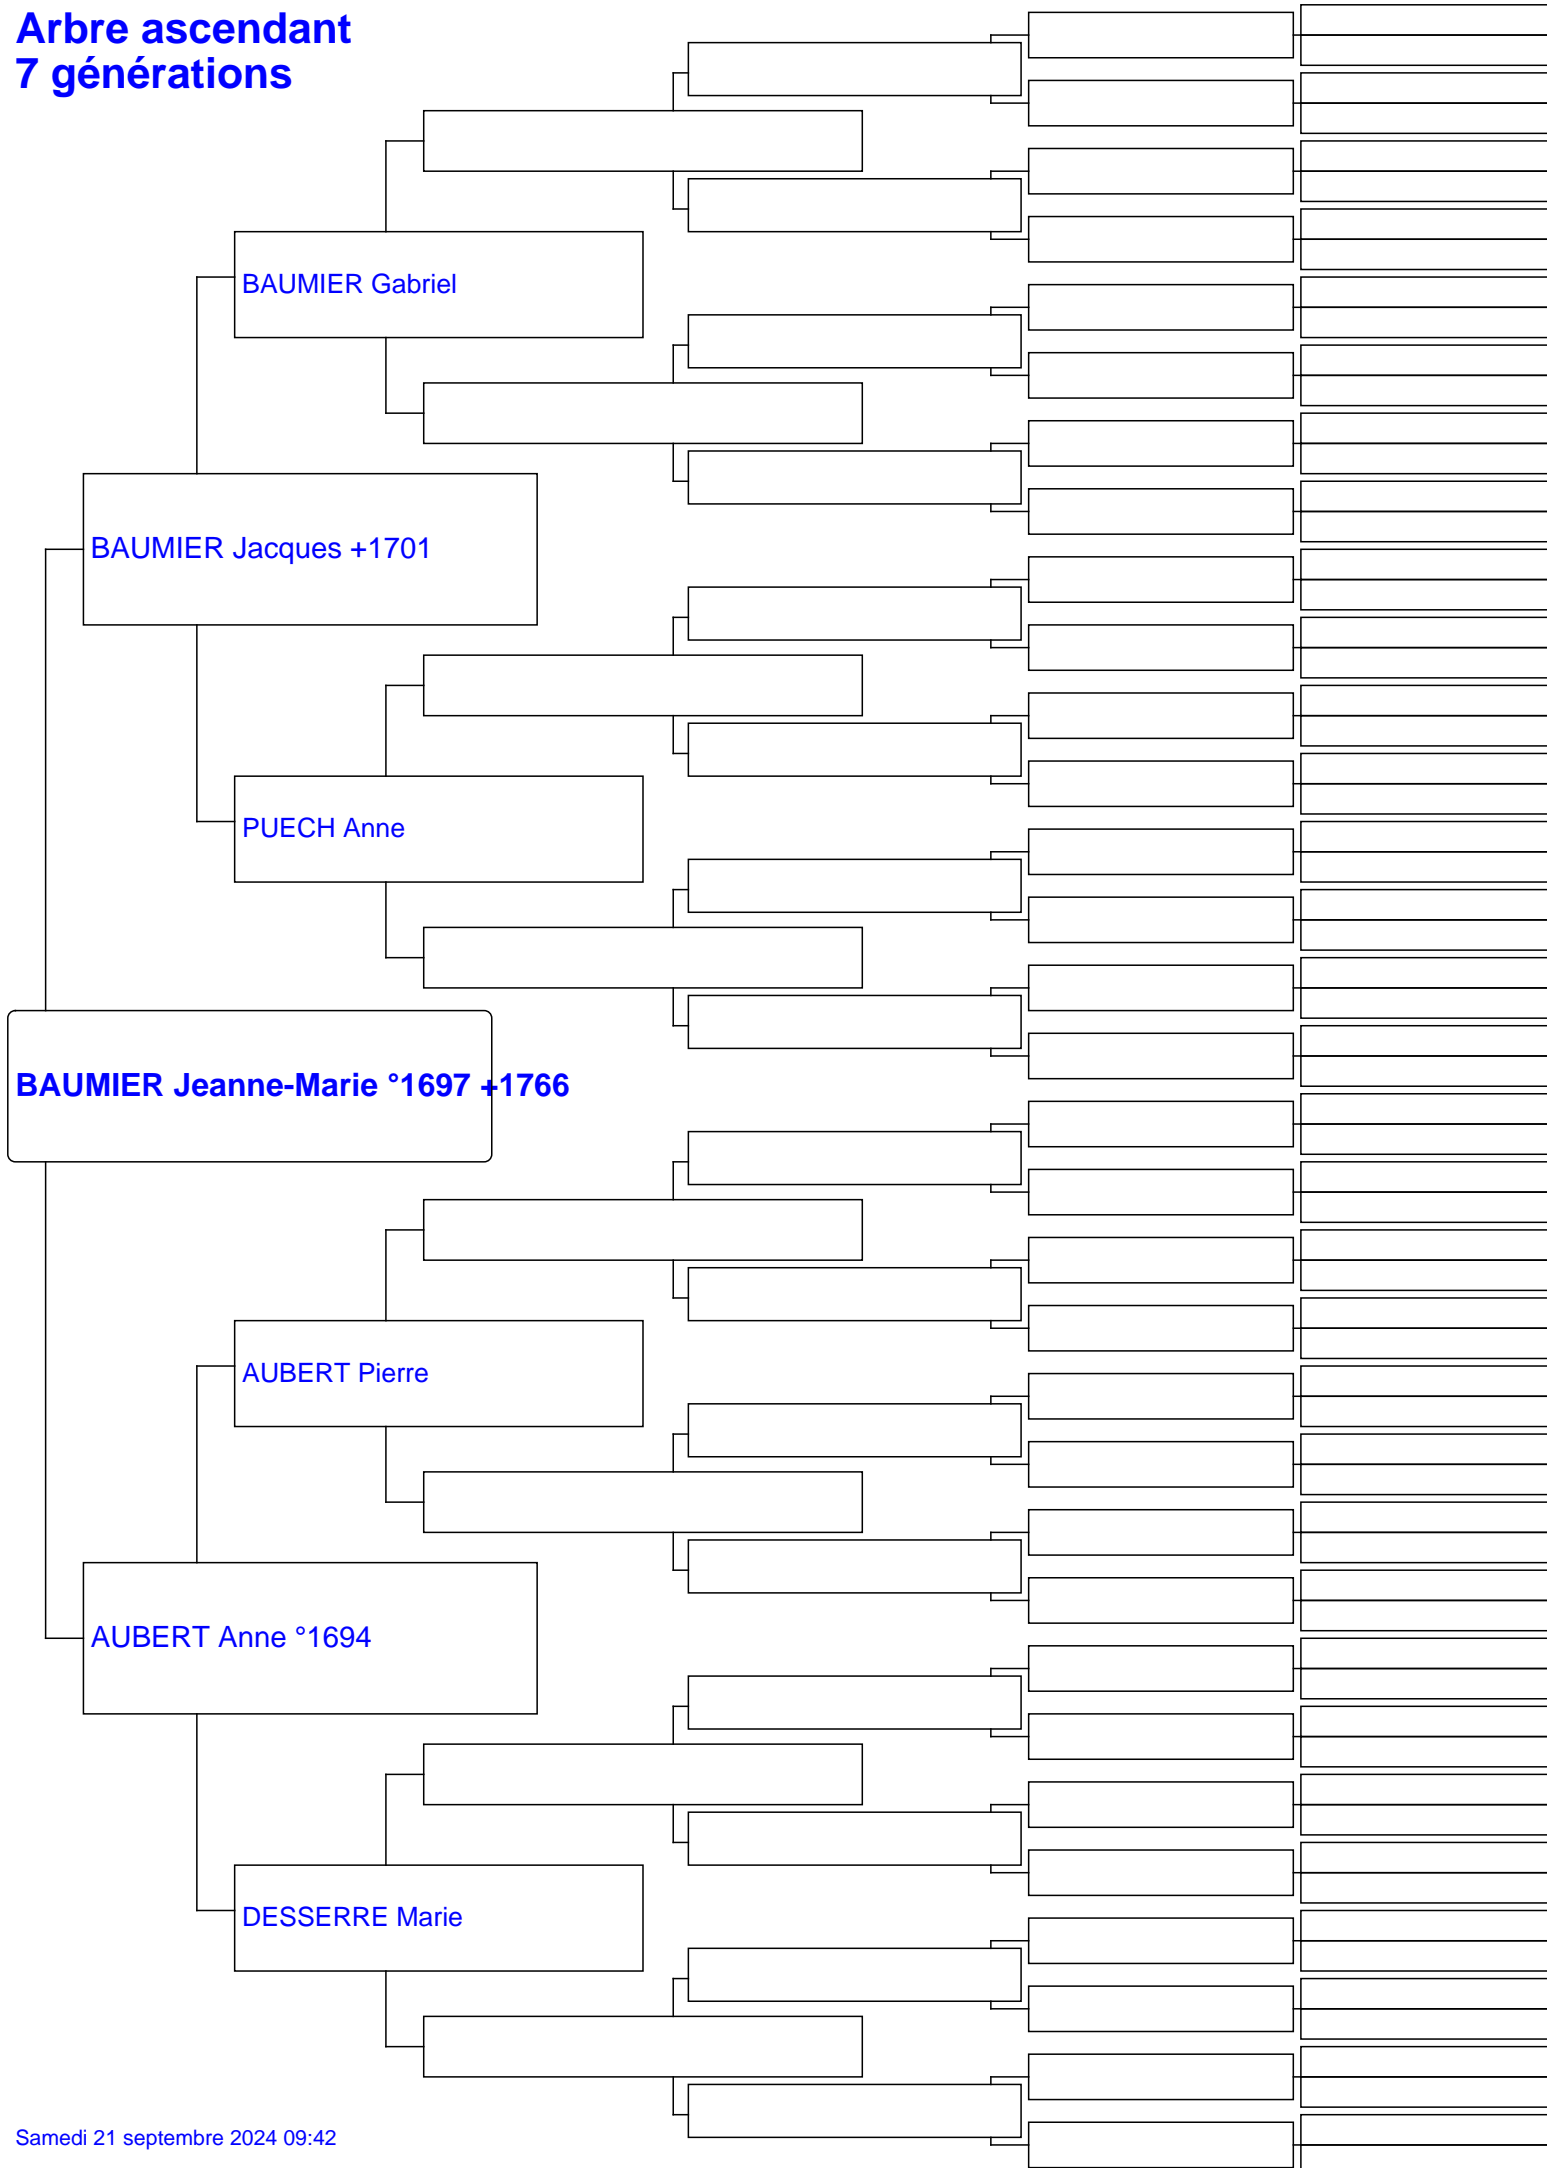 Arbre ascendant
7 générations
BAUMIER Gabriel
BAUMIER Jacques +1701
PUECH Anne
BAUMIER Jeanne-Marie °1697 +1766
AUBERT Pierre
AUBERT Anne °1694
DESSERRE Marie
Samedi 21 septembre 2024 09:42